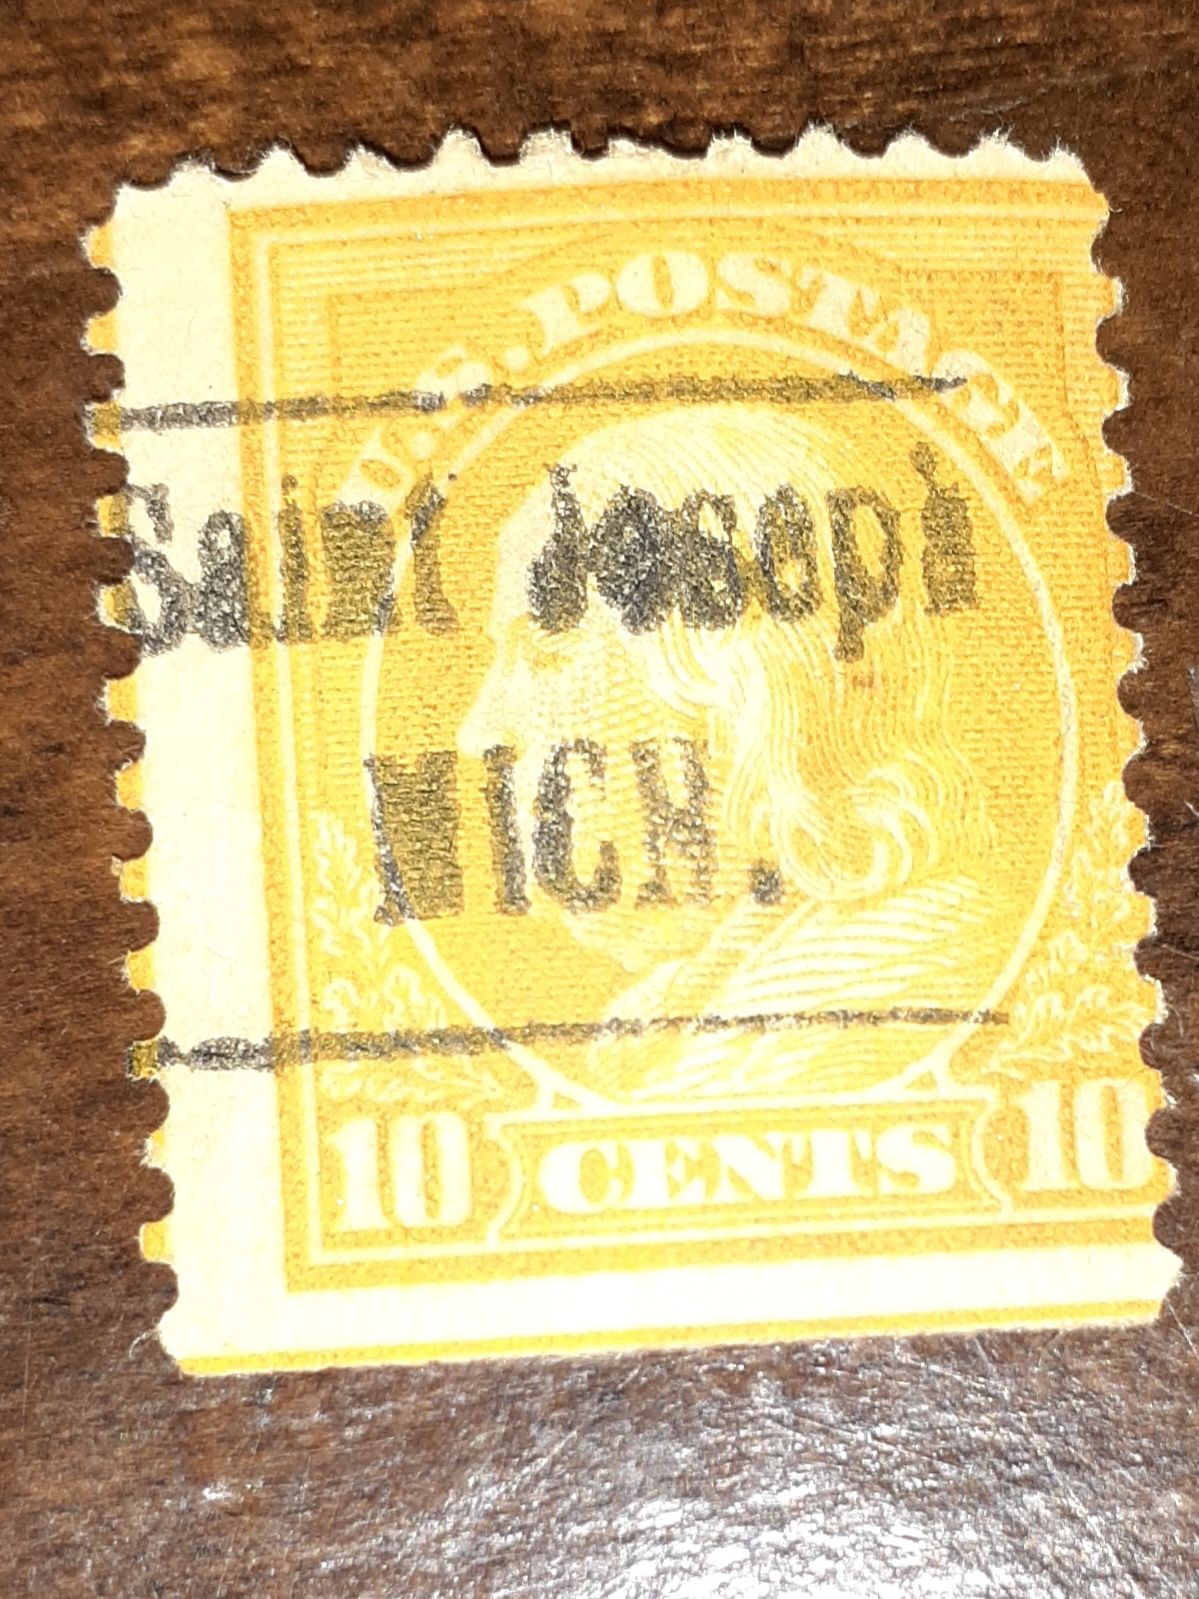 U.S. POSTAGE
Saint Joseph
MICH.
10 CENTS 10